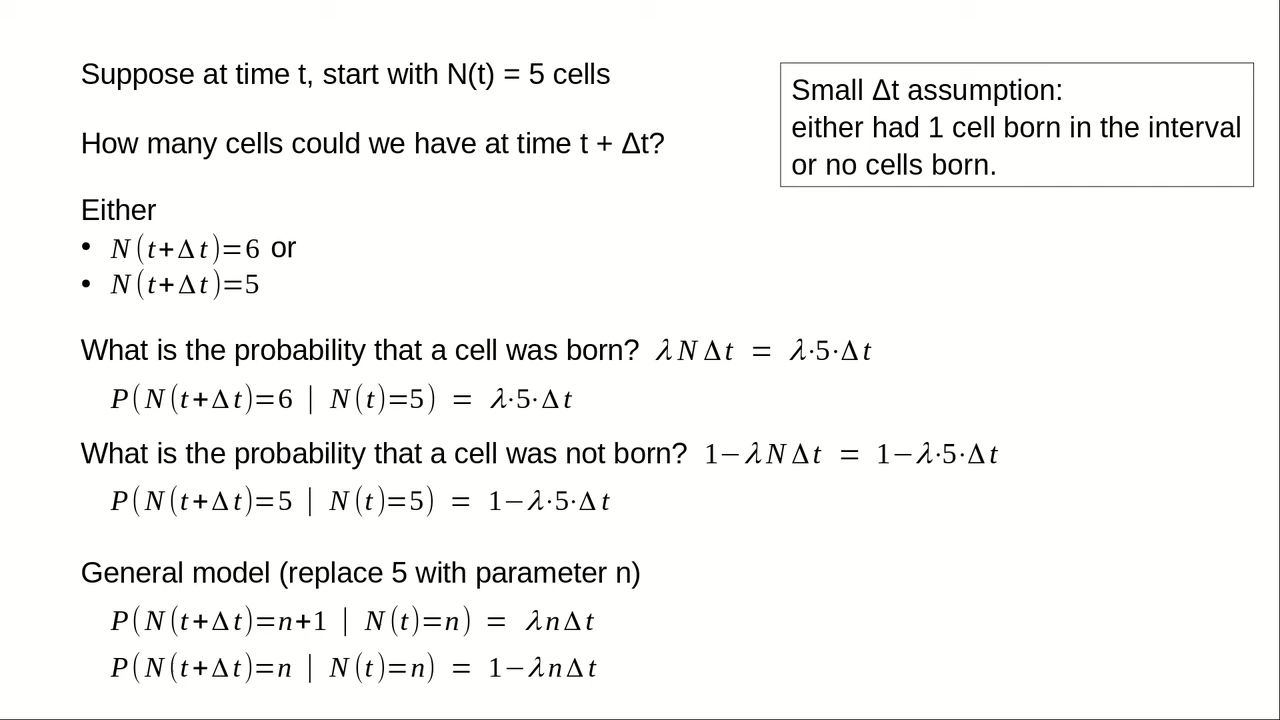 Suppose at time t, start with N(t) = 5 cells
Small Δt assumption:
either had 1 cell born in the interval
or no cells born.
How many cells could we have at time t + Δt?
Either
• N(t+Δt)=6 or
• N(t+Δt)=5
What is the probability that a cell was born? λNΔt = λ·5·Δt
P(N(t+Δt)=6 | N(t)=5) = λ·5·Δt
What is the probability that a cell was not born? 1−λNΔt = 1−λ·5·Δt
P(N(t+Δt)=5 | N(t)=5) = 1−λ·5·Δt
General model (replace 5 with parameter n)
P(N(t+Δt)=n+1 | N(t)=n) = λnΔt
P(N(t+Δt)=n | N(t)=n) = 1−λnΔt